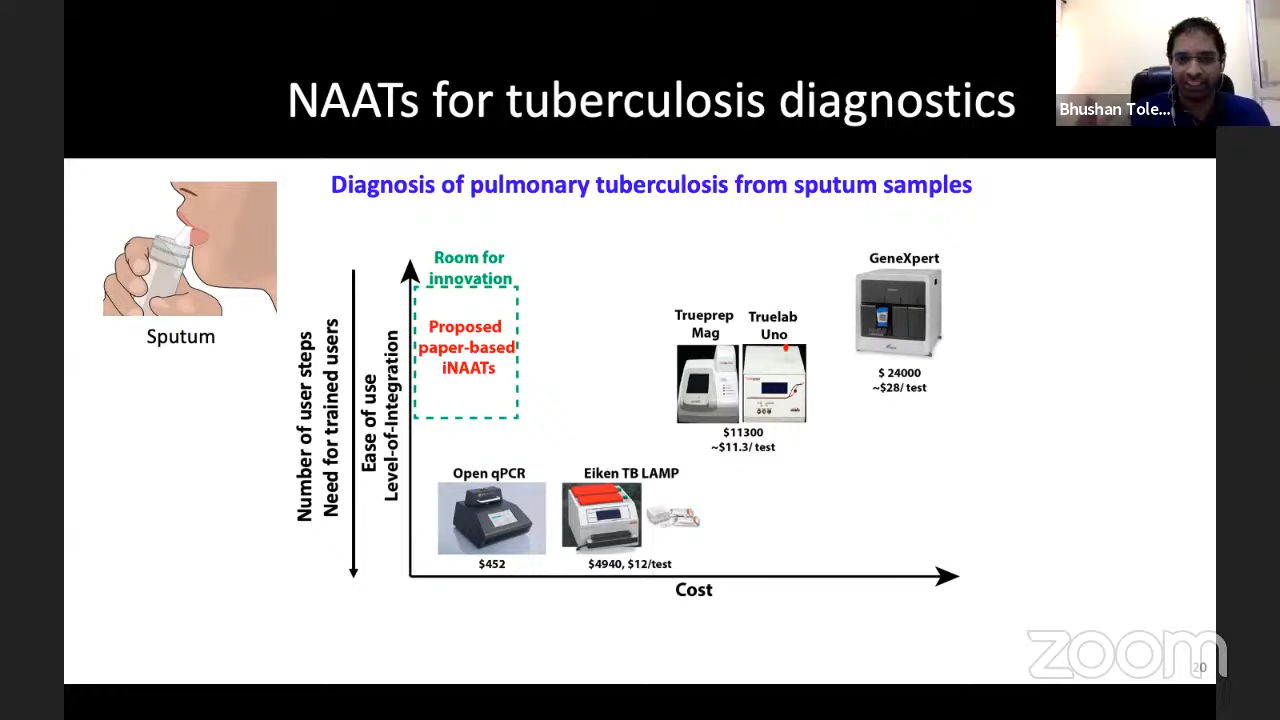 NAATs for tuberculosis diagnostics
Bhushan Tole...
Diagnosis of pulmonary tuberculosis from sputum samples
Sputum
Number of user steps
Need for trained users
Ease of use
Level-of-Integration
Room for
innovation
Proposed
paper-based
iNAATs
Trueprep
Mag
Truelab
Uno
$11300
~$11.3/ test
GeneXpert
$ 24000
~$28/ test
Open qPCR
$452
Eiken TB LAMP
$4940, $12/test
Cost
zoom
20